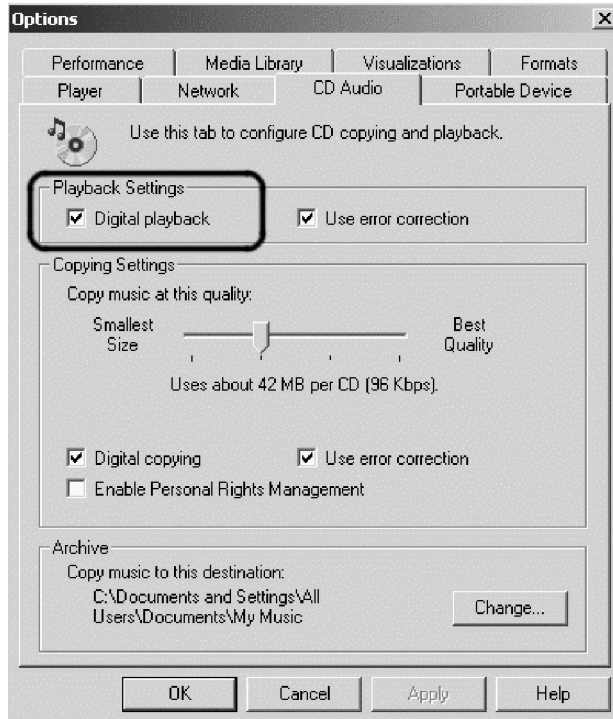 Options
Performance Media Library Visualizations Formats
Player Network CD Audio Portable Device
Use this tab to configure CD copying and playback.
Playback Settings
Digital playback Use error correction
Copying Settings
Copy music at this quality:
Smallest Best
Size Quality
Uses about 42 MB per CD (96 Kbps).
Digital copying Use error correction
Enable Personal Rights Management
Archive
Copy music to this destination:
C:\Documents and Settings\All
Users\Documents\My Music
Change...
OK Cancel Apply Help